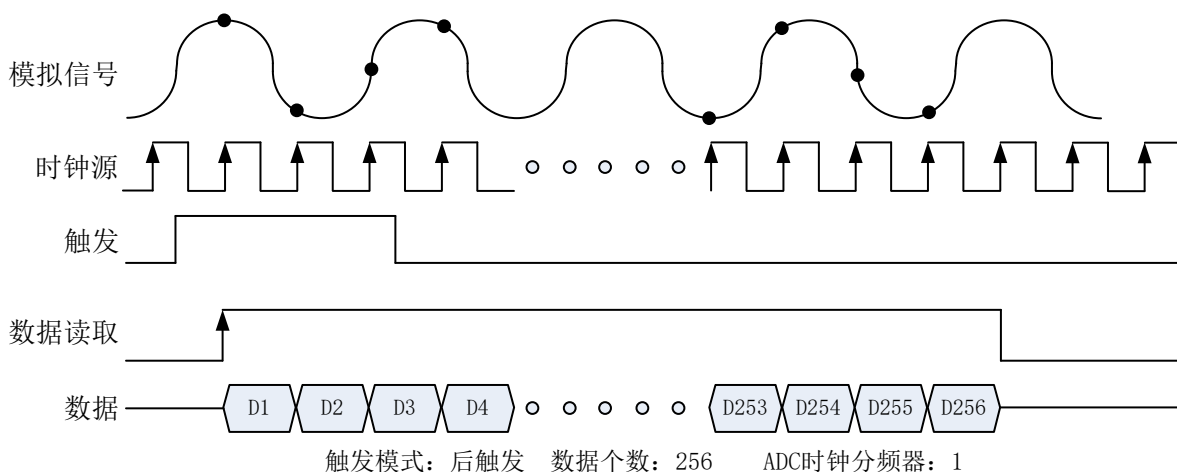 模拟信号
时钟源
触发
数据读取
数据 D1 D2 D3 D4 D253 D254 D255 D256
触发模式：后触发 数据个数：256 ADC时钟分频器：1